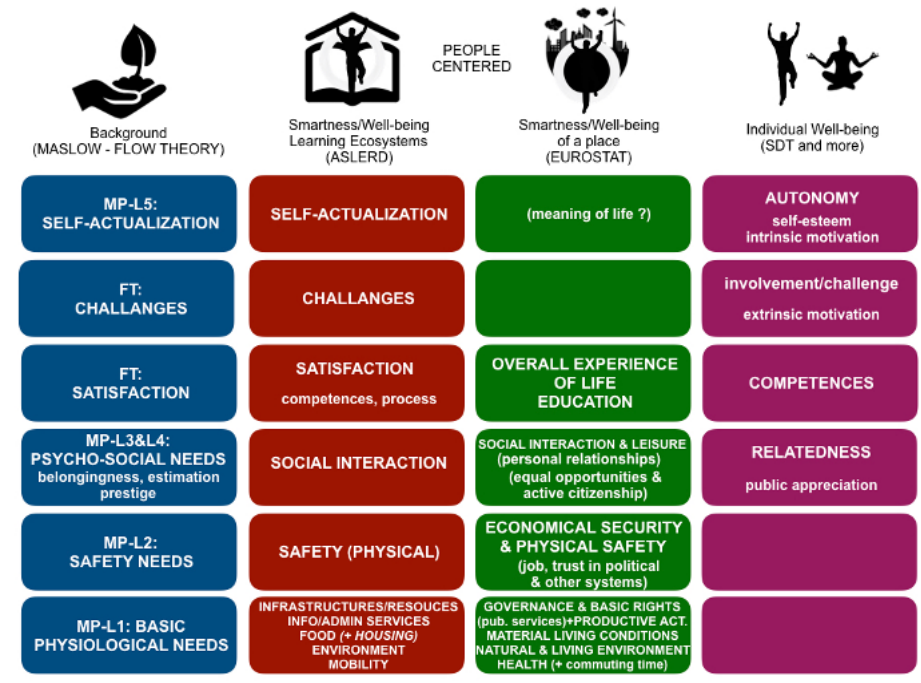 PEOPLE
CENTERED
Background
(MASLOW - FLOW THEORY)
Smartness/Well-being
Learning Ecosystems
(ASLERD)
Smartness/Well-being
of a place
(EUROSTAT)
Individual Well-being
(SDT and more)
MP-L5:
SELF-ACTUALIZATION
SELF-ACTUALIZATION
(meaning of life ?)
AUTONOMY
self-esteem
intrinsic motivation
FT:
CHALLANGES
CHALLANGES
involvement/challenge
extrinsic motivation
FT:
SATISFACTION
SATISFACTION
competences, process
OVERALL EXPERIENCE
OF LIFE
EDUCATION
COMPETENCES
MP-L3&L4:
PSYCHO-SOCIAL NEEDS
belongingness, estimation
prestige
SOCIAL INTERACTION
SOCIAL INTERACTION & LEISURE
(personal relationships)
(equal opportunities &
active citizenship)
RELATEDNESS
public appreciation
MP-L2:
SAFETY NEEDS
SAFETY (PHYSICAL)
ECONOMICAL SECURITY
& PHYSICAL SAFETY
(job, trust in political
& other systems)
MP-L1: BASIC
PHYSIOLOGICAL NEEDS
INFRASTRUCTURES/RESOUCES
INFO/ADMIN SERVICES
FOOD (+ HOUSING)
ENVIRONMENT
MOBILITY
GOVERNANCE & BASIC RIGHTS
(pub. services)+PRODUCTIVE ACT.
MATERIAL LIVING CONDITIONS
NATURAL & LIVING ENVIRONMENT
HEALTH (+ commuting time)